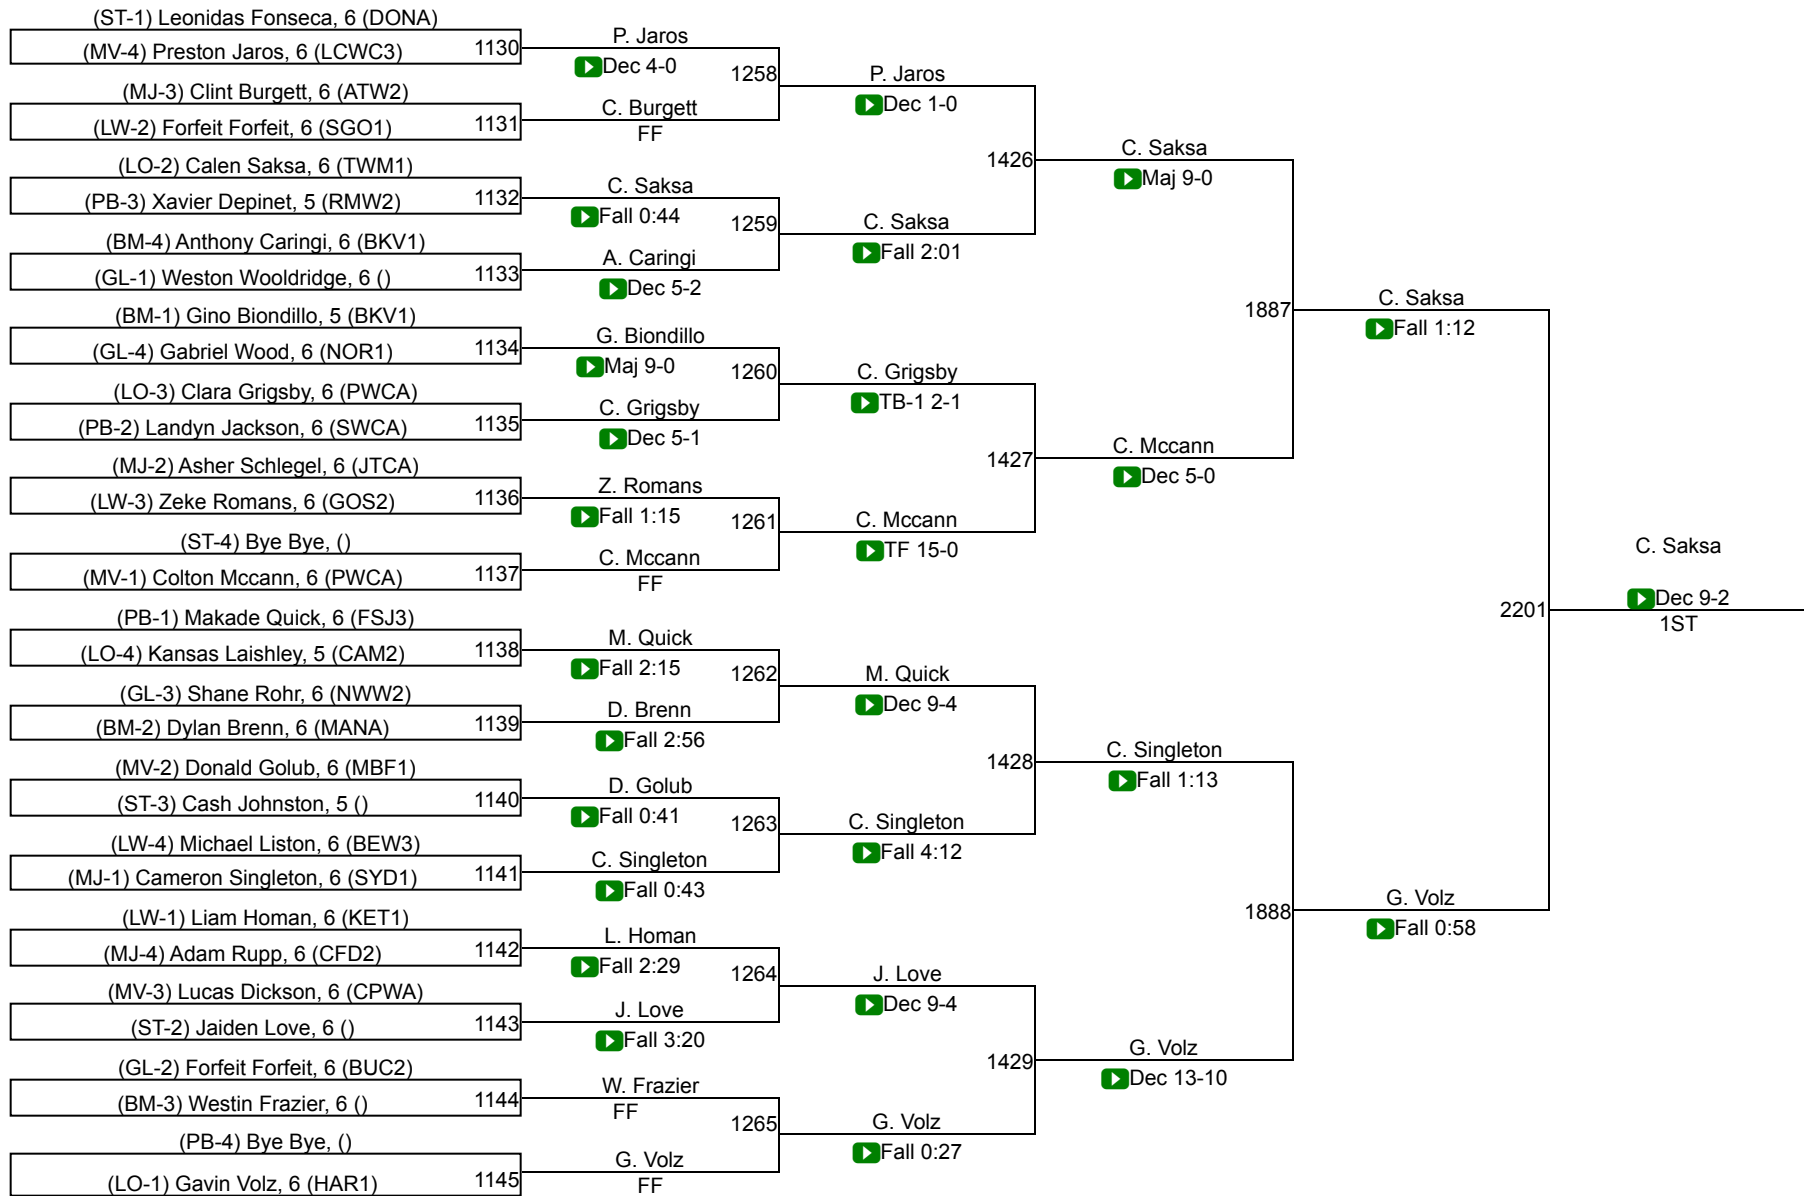 (ST-1) Leonidas Fonseca, 6 (DONA)
(MV-4) Preston Jaros, 6 (LCWC3)
1130
(MJ-3) Clint Burgett, 6 (ATW2)
(LW-2) Forfeit Forfeit, 6 (SGO1)
1131
(LO-2) Calen Saksa, 6 (TWM1)
(PB-3) Xavier Depinet, 5 (RMW2)
1132
(BM-4) Anthony Caringi, 6 (BKV1)
(GL-1) Weston Wooldridge, 6 ()
1133
(BM-1) Gino Biondillo, 5 (BKV1)
(GL-4) Gabriel Wood, 6 (NOR1)
1134
(LO-3) Clara Grigsby, 6 (PWCA)
(PB-2) Landyn Jackson, 6 (SWCA)
1135
(MJ-2) Asher Schlegel, 6 (JTCA)
(LW-3) Zeke Romans, 6 (GOS2)
1136
(ST-4) Bye Bye, ()
(MV-1) Colton Mccann, 6 (PWCA)
1137
(PB-1) Makade Quick, 6 (FSJ3)
(LO-4) Kansas Laishley, 5 (CAM2)
1138
(GL-3) Shane Rohr, 6 (NWW2)
(BM-2) Dylan Brenn, 6 (MANA)
1139
(MV-2) Donald Golub, 6 (MBF1)
(ST-3) Cash Johnston, 5 ()
1140
(LW-4) Michael Liston, 6 (BEW3)
(MJ-1) Cameron Singleton, 6 (SYD1)
1141
(LW-1) Liam Homan, 6 (KET1)
(MJ-4) Adam Rupp, 6 (CFD2)
1142
(MV-3) Lucas Dickson, 6 (CPWA)
(ST-2) Jaiden Love, 6 ()
1143
(GL-2) Forfeit Forfeit, 6 (BUC2)
(BM-3) Westin Frazier, 6 ()
1144
(PB-4) Bye Bye, ()
(LO-1) Gavin Volz, 6 (HAR1)
1145
P. Jaros
Dec 4-0
1258
C. Burgett
FF
C. Saksa
Fall 0:44
1259
A. Caringi
Dec 5-2
G. Biondillo
Maj 9-0
1260
C. Grigsby
Dec 5-1
Z. Romans
Fall 1:15
1261
C. Mccann
FF
M. Quick
Fall 2:15
1262
D. Brenn
Fall 2:56
D. Golub
Fall 0:41
1263
C. Singleton
Fall 0:43
L. Homan
Fall 2:29
1264
J. Love
Fall 3:20
W. Frazier
FF
1265
G. Volz
FF
P. Jaros
Dec 1-0
1426
C. Saksa
Fall 2:01
C. Grigsby
TB-1 2-1
1427
C. Mccann
TF 15-0
M. Quick
Dec 9-4
1428
C. Singleton
Fall 4:12
J. Love
Dec 9-4
1429
G. Volz
Fall 0:27
C. Saksa
Maj 9-0
1887
C. Mccann
Dec 5-0
C. Singleton
Fall 1:13
1888
G. Volz
Dec 13-10
C. Saksa
Fall 1:12
2201
G. Volz
Fall 0:58
C. Saksa
Dec 9-2
1ST